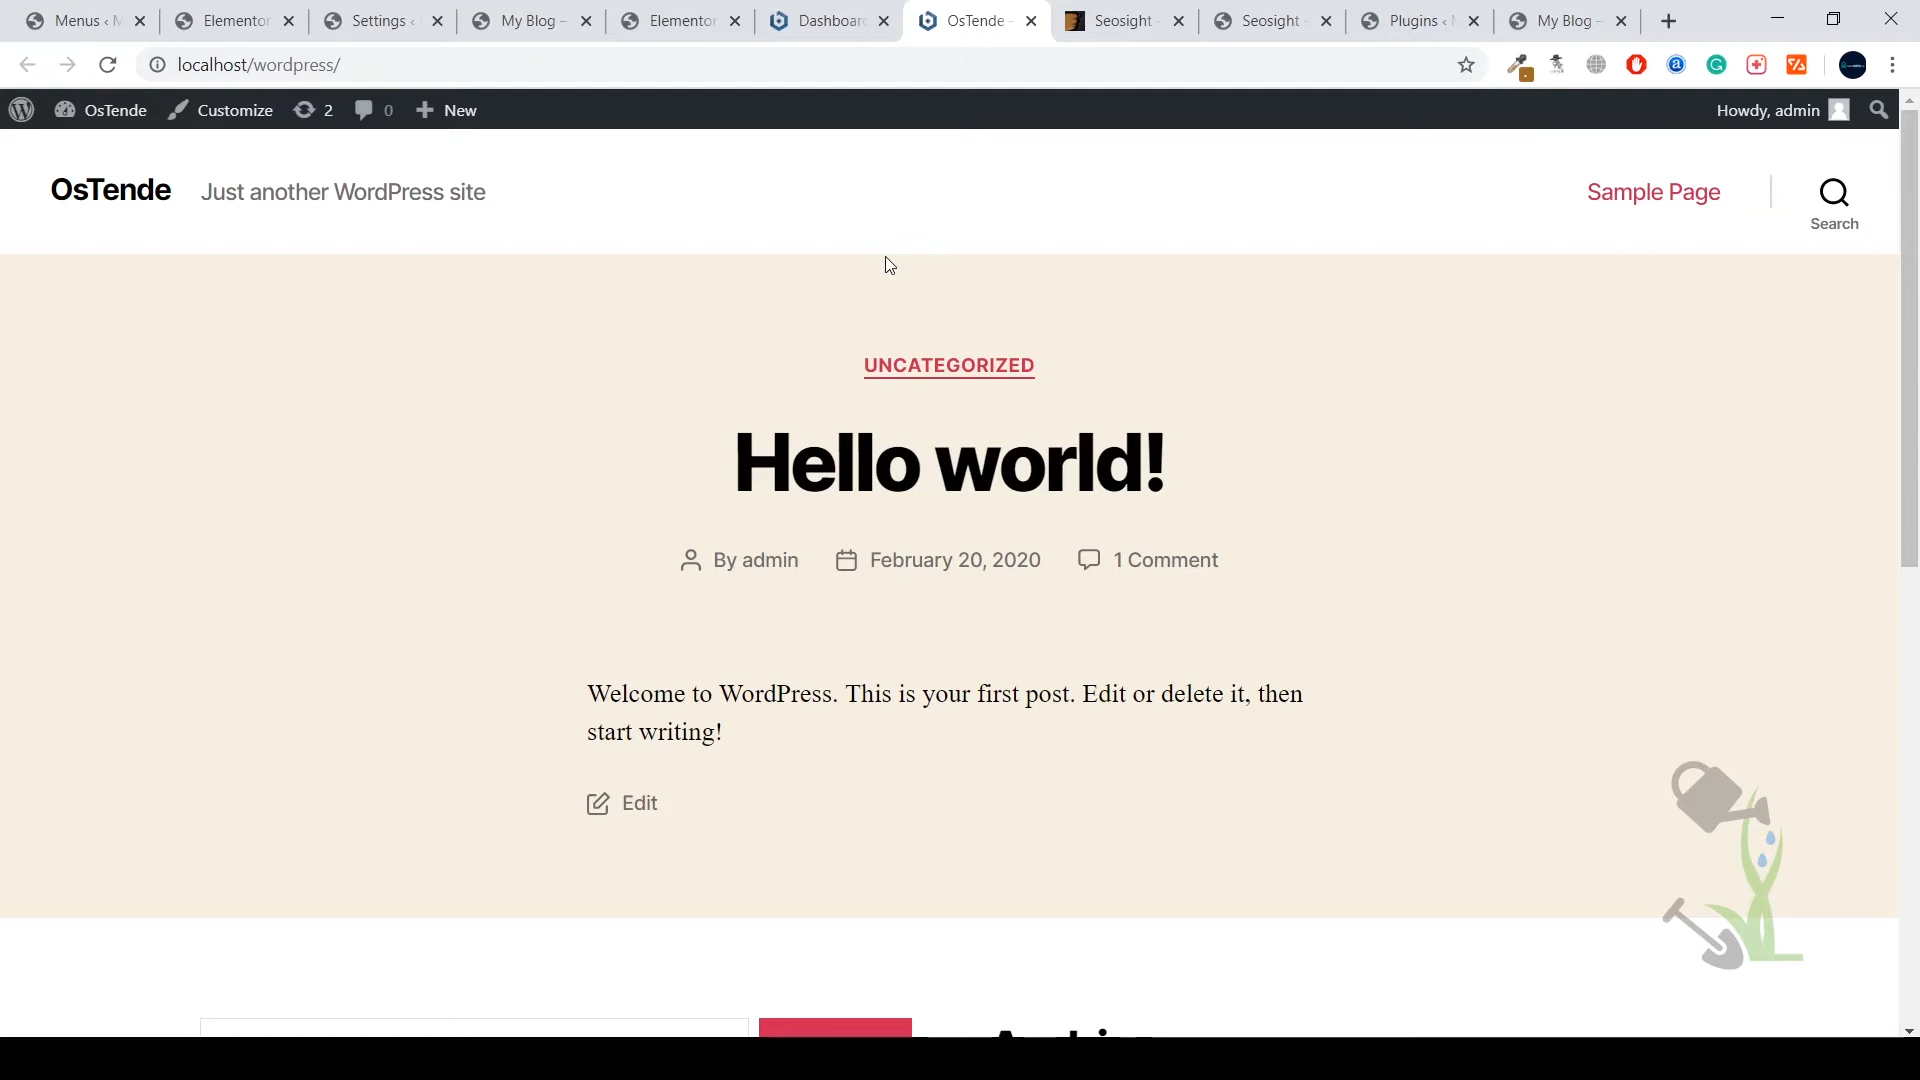 Menus ‹ M
Elementor
Settings ‹
My Blog –
Elementor
Dashboard
OsTende –
Seosight
Seosight –
Plugins ‹
My Blog –
localhost/wordpress/
OsTende
Customize
2
0
New
Howdy, admin
OsTende
Just another WordPress site
Sample Page
Search
UNCATEGORIZED
Hello world!
By admin
February 20, 2020
1 Comment
Welcome to WordPress. This is your first post. Edit or delete it, then
start writing!
Edit